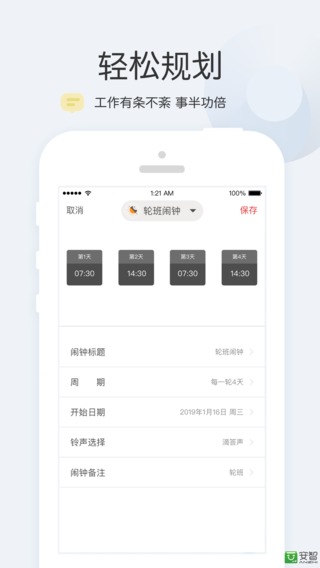 轻松规划
工作有条不紊 事半功倍
1:21 AM 100%
取消 轮班闹钟 保存
第1天 第2天 第3天 第4天
07:30 14:30 07:30 14:30
闹钟标题 轮班闹钟
周 期 每一轮4天
开始日期 2019年1月16日 周三
铃声选择 滴答声
闹钟备注 轮班
安智
ANZHI